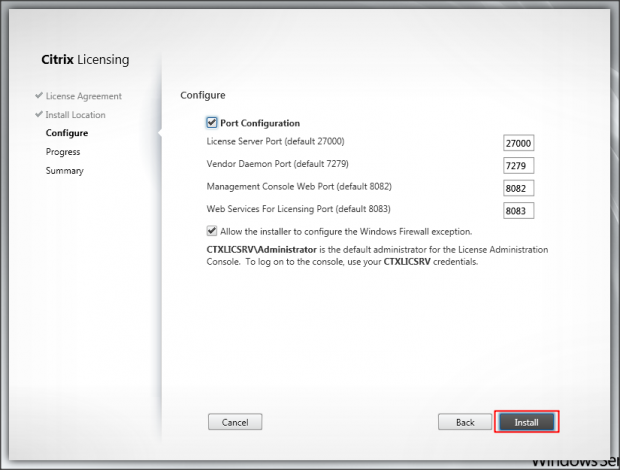 Citrix Licensing
License Agreement
Install Location
Configure
Progress
Summary
Configure
Port Configuration
License Server Port (default 27000)
27000
Vendor Daemon Port (default 7279)
7279
Management Console Web Port (default 8082)
8082
Web Services For Licensing Port (default 8083)
8083
Allow the installer to configure the Windows Firewall exception.
CTXLICSRV\Administrator is the default administrator for the License Administration
Console. To log on to the console, use your CTXLICSRV credentials.
Cancel
Back
Install